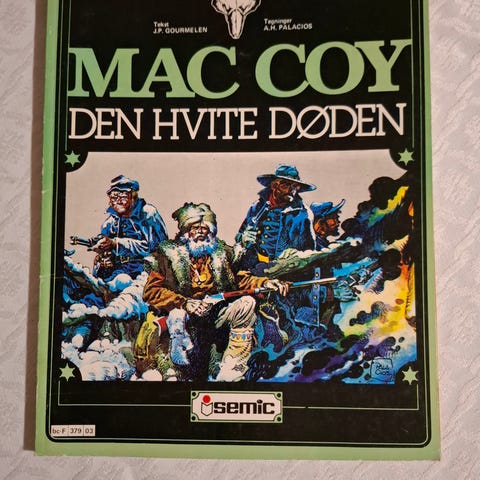 Tekst
J.P. GOURMELEN
Tegninger
A.H. PALACIOS
MAC COY
DEN HVITE DØDEN
semic
bc-F 379 03